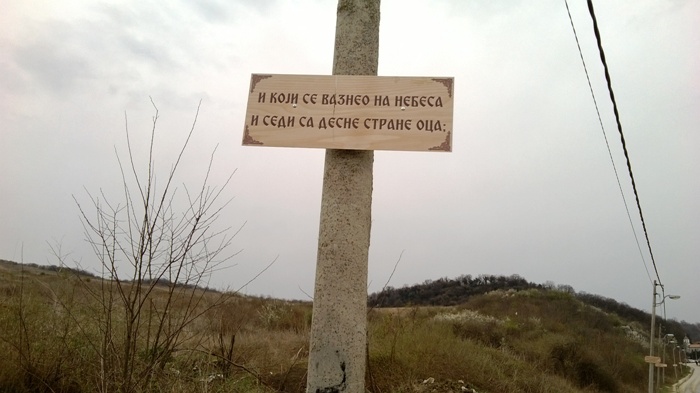 И КОЈИ СЕ ВАЗНЕО НА НЕБЕСА
И СЕДИ СА ДЕСНЕ СТРАНЕ ОЦА;